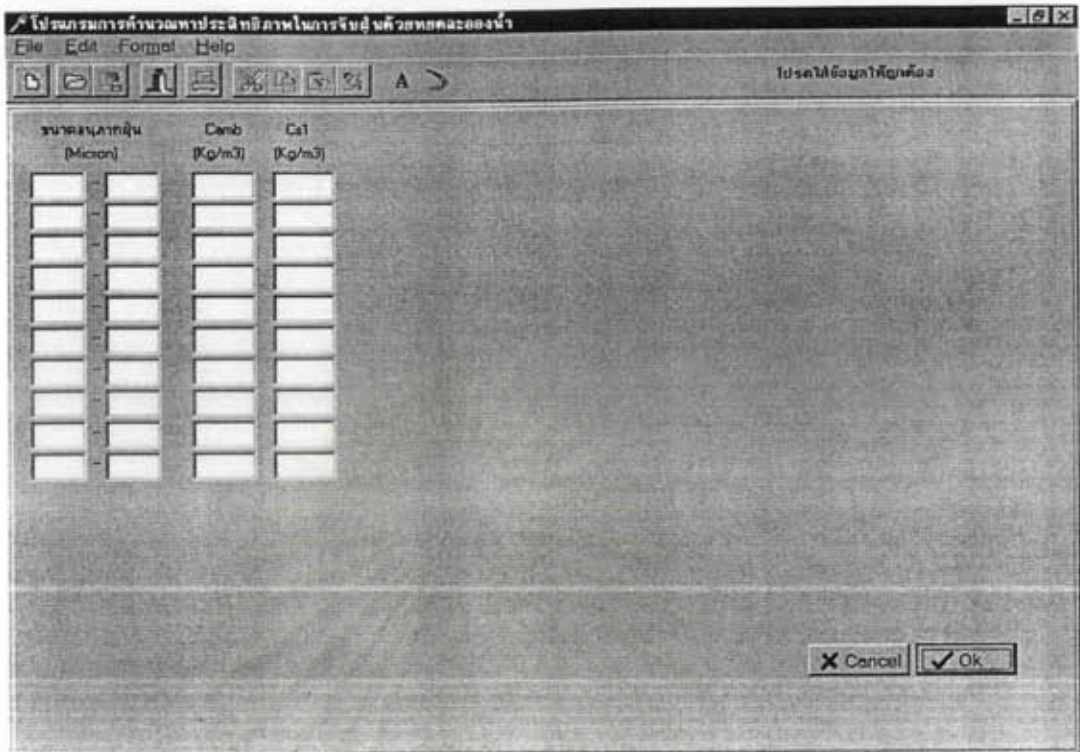 โปรแกรมการคำนวณหาประสิทธิภาพในการจับฝุ่นด้วยหยดละอองน้ำ
File Edit Format Help
A
โปรดใส่ข้อมูลให้ถูกต้อง
ขนาดอนุภาคฝุ่น Camb Cs1
(Micron) (Kg/m3) (Kg/m3)
-
-
-
-
-
-
-
-
-
-
Cancel Ok